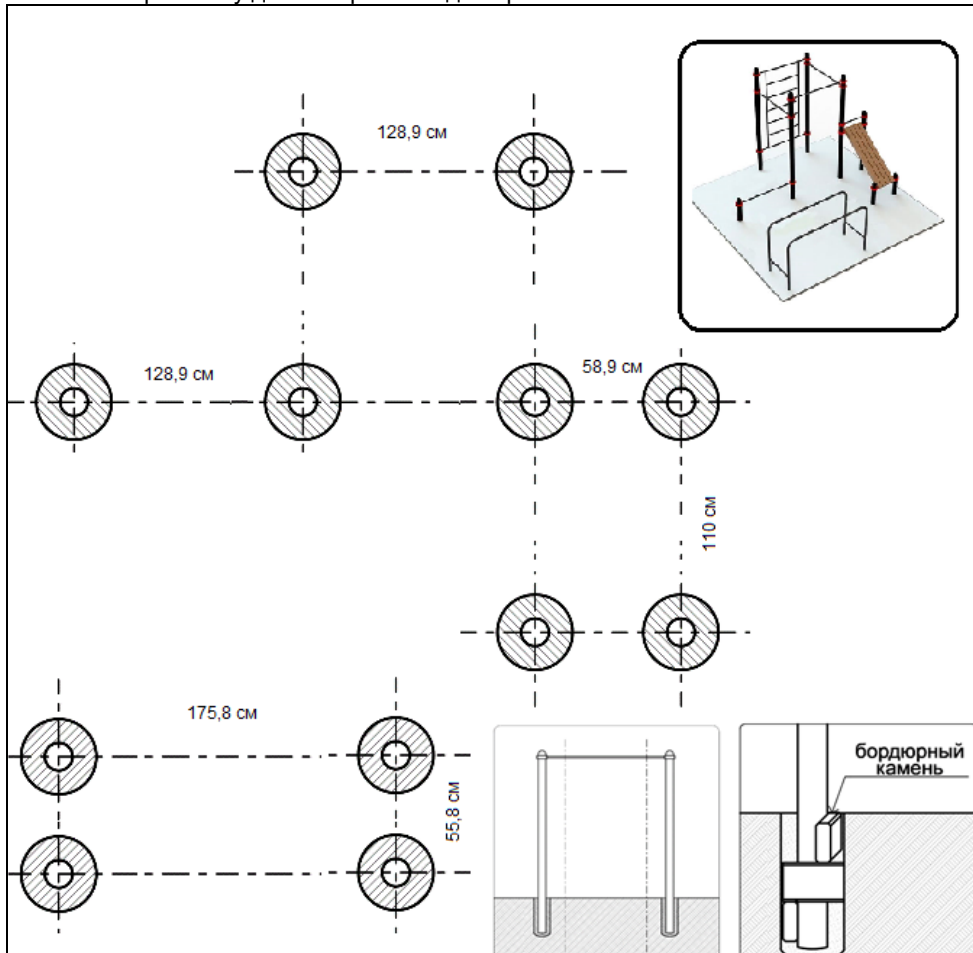 128,9 см
128,9 см
58,9 см
110 см
175,8 см
55,8 см
бордюрный
камень